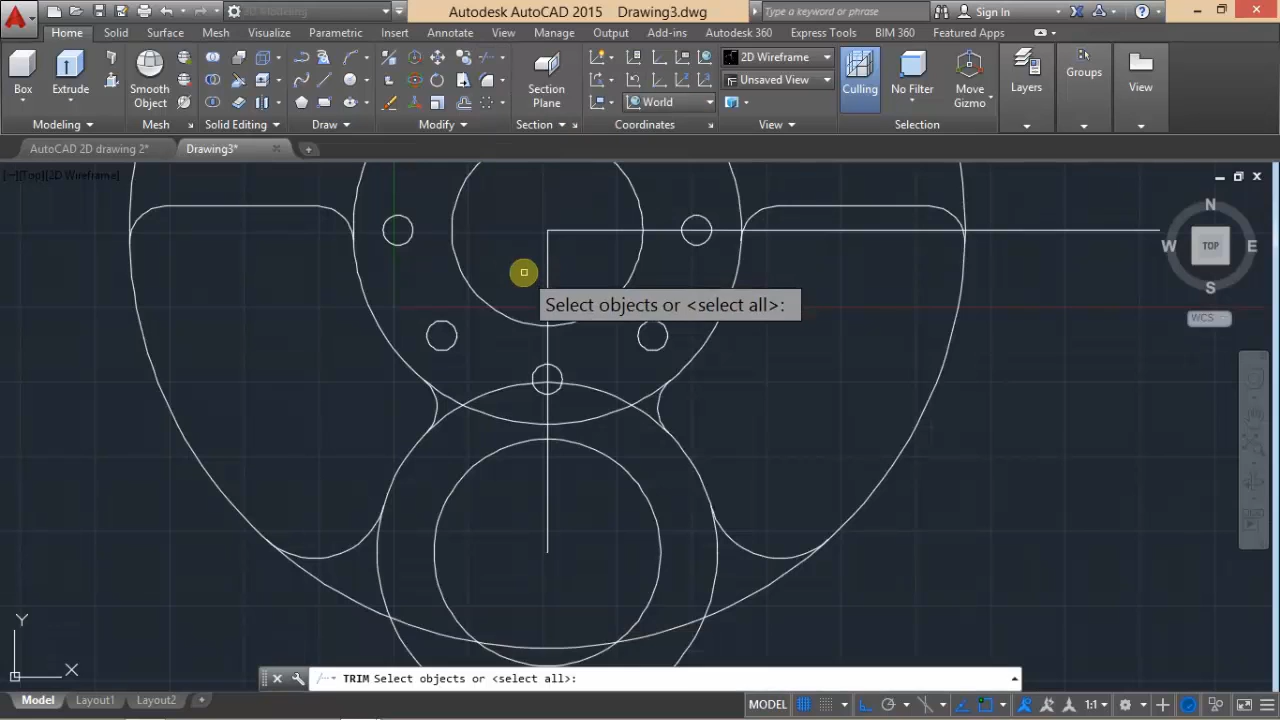 Autodesk AutoCAD 2015 Drawing3.dwg
Type a keyword or phrase
Sign In
Home Solid Surface Mesh Visualize Parametric Insert Annotate View Manage Output Add-ins Autodesk 360 Express Tools BIM 360 Featured Apps
2D Wireframe
Unsaved View
World
Box
Extrude
Smooth
Object
Section
Plane
Culling
No Filter
Move
Gizmo
Layers
Groups
View
Modeling
Mesh
Solid Editing
Draw
Modify
Section
Coordinates
View
Selection
AutoCAD 2D drawing 2*
Drawing3*
[−][Top][2D Wireframe]
N
W
TOP
E
S
WCS
Select objects or <select all>:
Y
X
TRIM Select objects or <select all>:
Model
Layout1
Layout2
MODEL
1:1